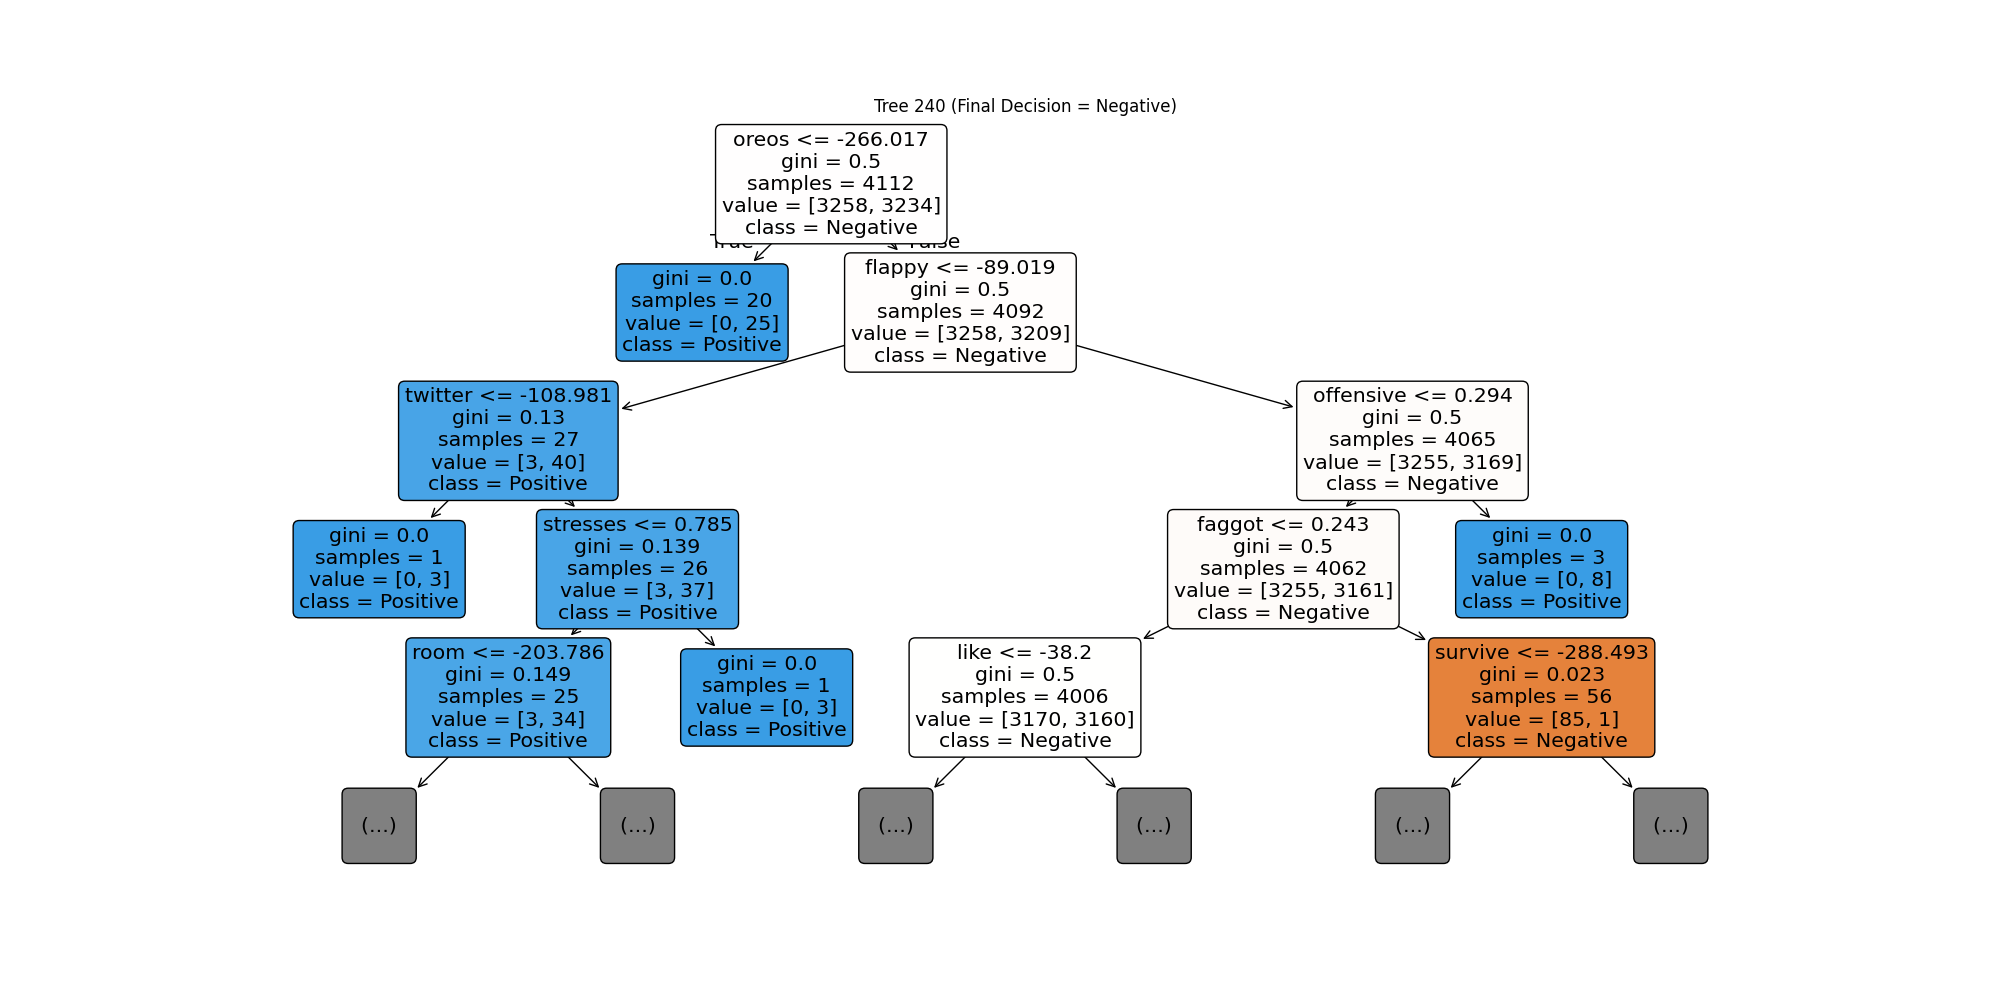 Tree 240 (Final Decision = Negative)
oreos <= -266.017
gini = 0.5
samples = 4112
value = [3258, 3234]
class = Negative
True
False
gini = 0.0
samples = 20
value = [0, 25]
class = Positive
flappy <= -89.019
gini = 0.5
samples = 4092
value = [3258, 3209]
class = Negative
twitter <= -108.981
gini = 0.13
samples = 27
value = [3, 40]
class = Positive
offensive <= 0.294
gini = 0.5
samples = 4065
value = [3255, 3169]
class = Negative
gini = 0.0
samples = 1
value = [0, 3]
class = Positive
stresses <= 0.785
gini = 0.139
samples = 26
value = [3, 37]
class = Positive
faggot <= 0.243
gini = 0.5
samples = 4062
value = [3255, 3161]
class = Negative
gini = 0.0
samples = 3
value = [0, 8]
class = Positive
room <= -203.786
gini = 0.149
samples = 25
value = [3, 34]
class = Positive
gini = 0.0
samples = 1
value = [0, 3]
class = Positive
like <= -38.2
gini = 0.5
samples = 4006
value = [3170, 3160]
class = Negative
survive <= -288.493
gini = 0.023
samples = 56
value = [85, 1]
class = Negative
(...)
(...)
(...)
(...)
(...)
(...)